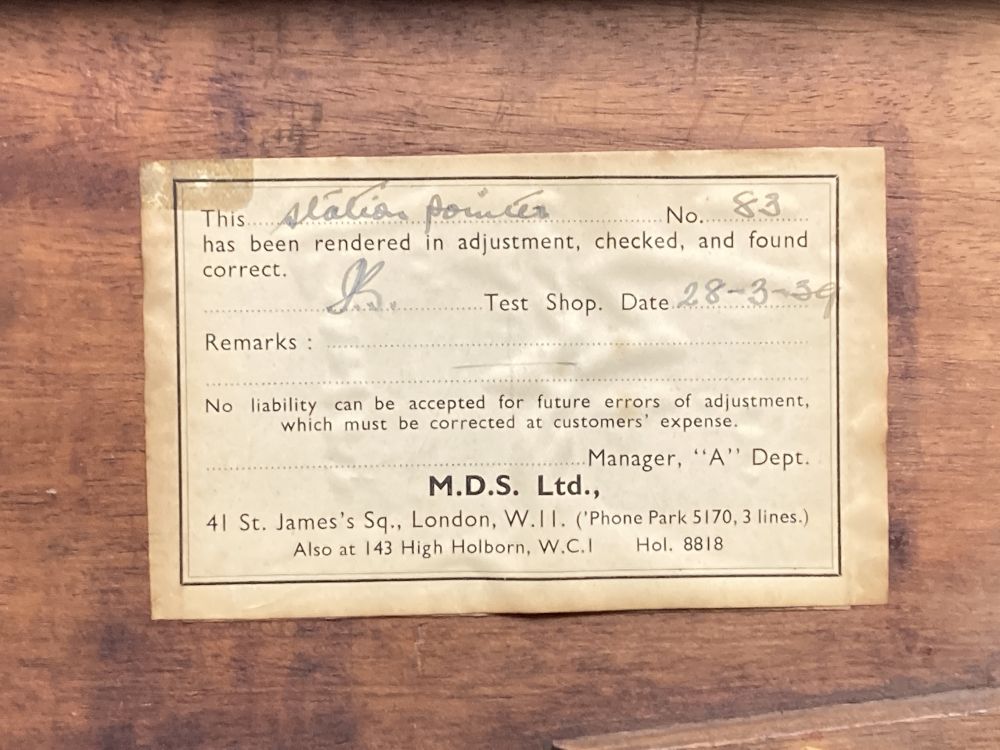 This station pointer No. 83
has been rendered in adjustment, checked, and found
correct.
Test Shop. Date 28-3-39
Remarks :
No liability can be accepted for future errors of adjustment,
which must be corrected at customers' expense.
Manager, "A" Dept.
M.D.S. Ltd.,
41 St. James's Sq., London, W.11. ('Phone Park 5170, 3 lines.)
Also at 143 High Holborn, W.C.1 Hol. 8818